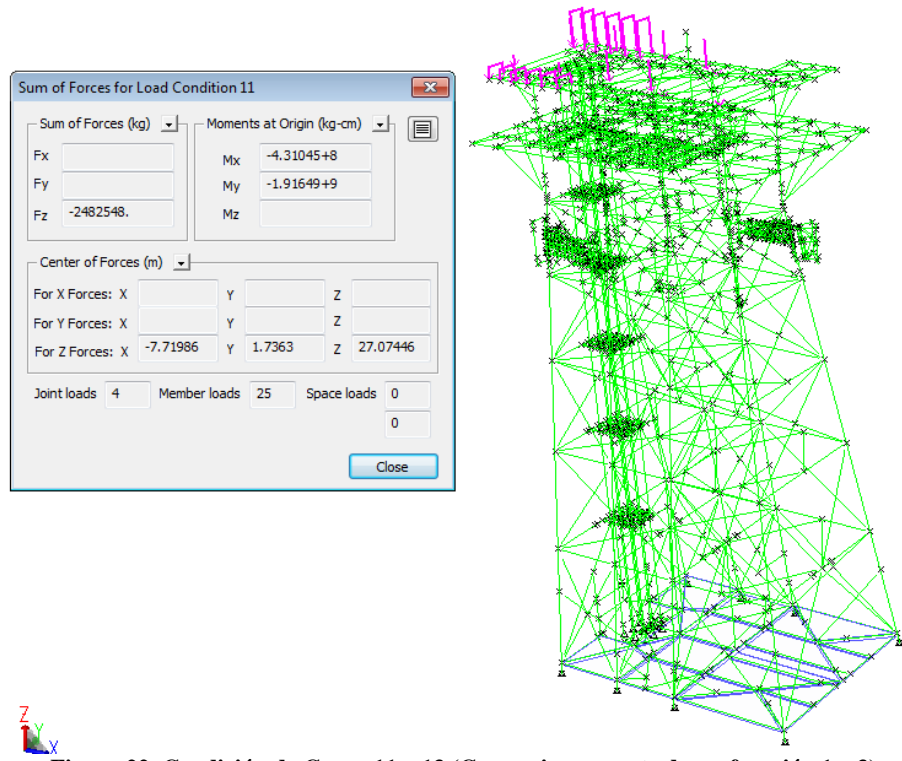 Sum of Forces for Load Condition 11
Sum of Forces (kg)
Fx
Fy
Fz -2482548.
Moments at Origin (kg-cm)
Mx -4.31045+8
My -1.91649+9
Mz
Center of Forces (m)
For X Forces: X Y Z
For Y Forces: X Y Z
For Z Forces: X -7.71986 Y 1.7363 Z 27.07446
Joint loads 4 Member loads 25 Space loads 0
0
Close
Z
Y
X